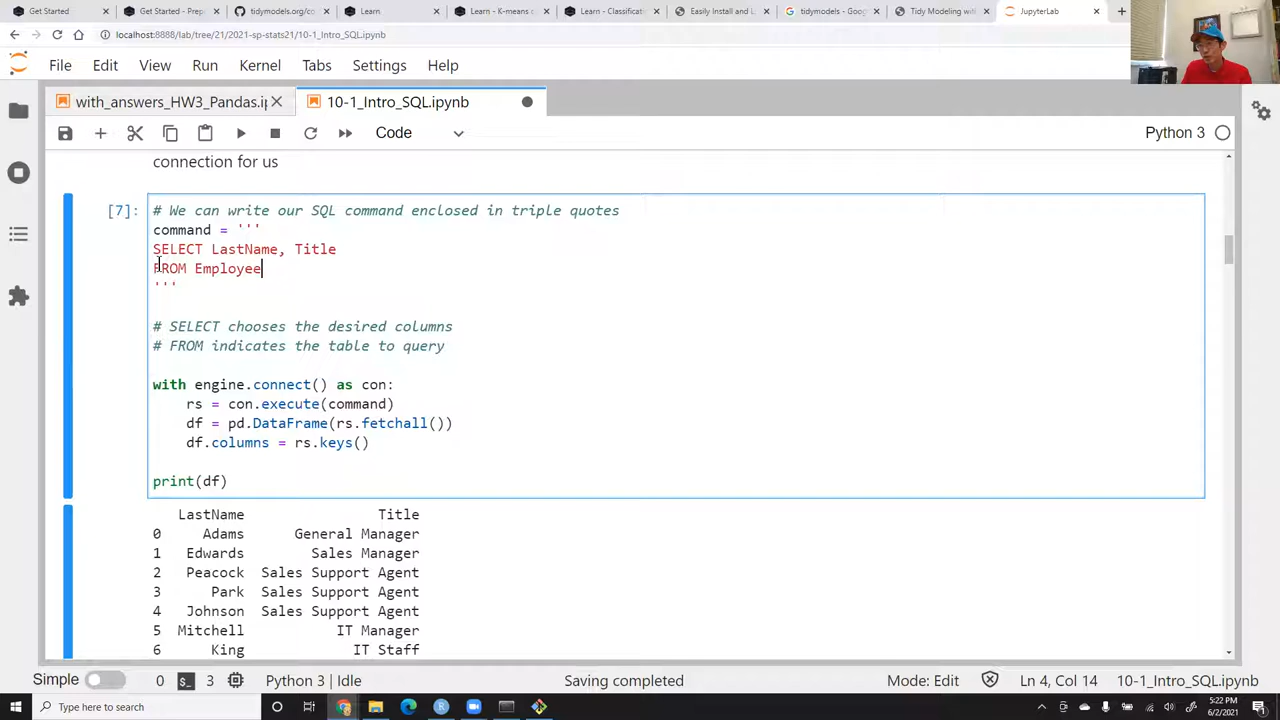 Get Started
Get Started - Prepa
tidymodels.org/co
Learn
Learn - K-means c
Learn - Classificat
Easily Install and L
tidymodels - Goog
Tidy Modeling with
JupyterLab
localhost:8888/lab/tree/21/2021-sp-stats21/10-1_Intro_SQL.ipynb
File Edit View Run Kernel Tabs Settings Help
with_answers_HW3_Pandas.ip
10-1_Intro_SQL.ipynb
Code
Python 3
connection for us
[7]:
# We can write our SQL command enclosed in triple quotes
command = '''
SELECT LastName, Title
FROM Employee
'''
# SELECT chooses the desired columns
# FROM indicates the table to query
with engine.connect() as con:
rs = con.execute(command)
df = pd.DataFrame(rs.fetchall())
df.columns = rs.keys()
print(df)
LastName Title
0 Adams General Manager
1 Edwards Sales Manager
2 Peacock Sales Support Agent
3 Park Sales Support Agent
4 Johnson Sales Support Agent
5 Mitchell IT Manager
6 King IT Staff
Simple 0 3 Python 3 | Idle Saving completed Mode: Edit Ln 4, Col 14 10-1_Intro_SQL.ipynb
Type here to search
5:22 PM
6/2/2021